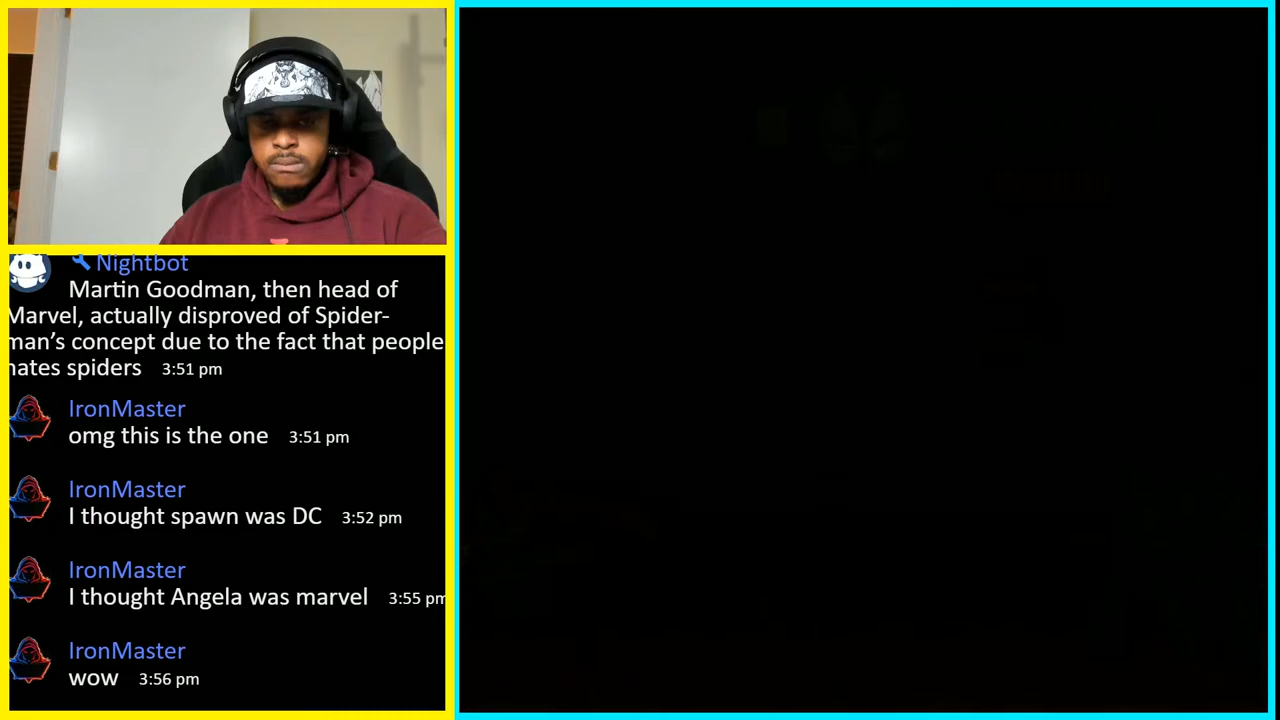 Nightbot
Martin Goodman, then head of
Marvel, actually disproved of Spider-
man’s concept due to the fact that people
hates spiders 3:51 pm
IronMaster
omg this is the one 3:51 pm
IronMaster
I thought spawn was DC 3:52 pm
IronMaster
I thought Angela was marvel 3:55 pm
IronMaster
wow 3:56 pm